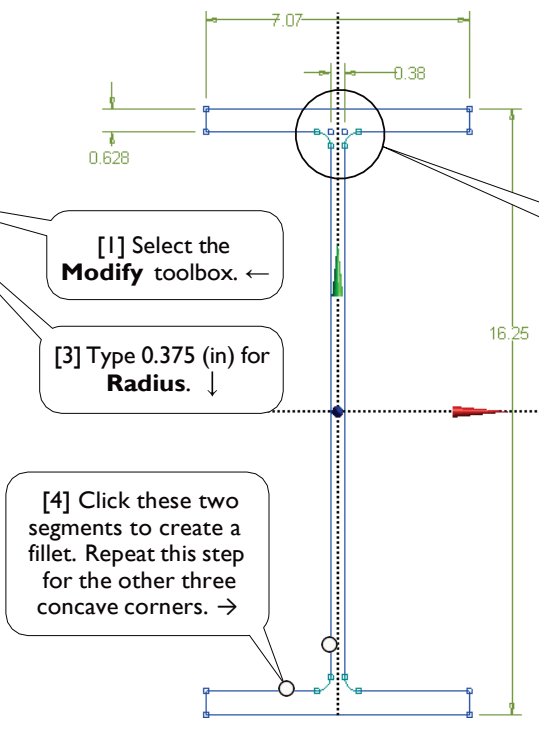 7.07
0.38
0.628
[1] Select the
Modify toolbox. ←
[3] Type 0.375 (in) for
Radius. ↓
16.25
[4] Click these two
segments to create a
fillet. Repeat this step
for the other three
concave corners. →